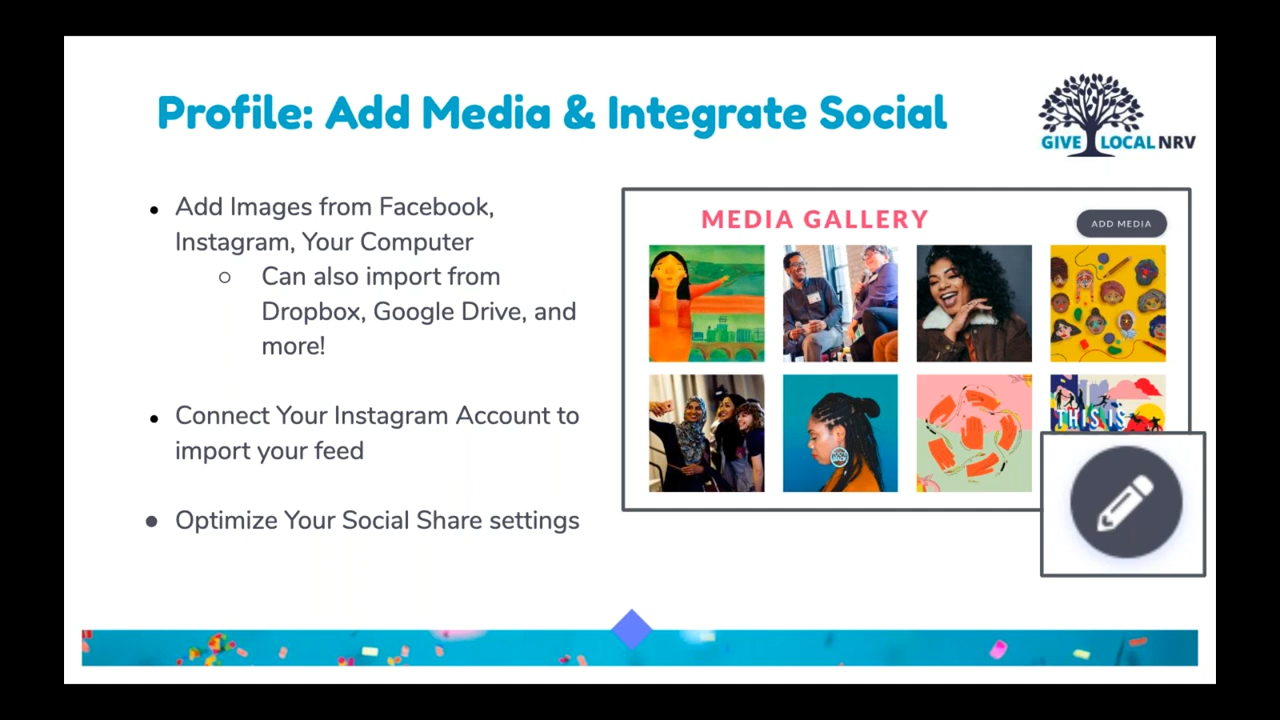 Profile: Add Media & Integrate Social
GIVE LOCAL NRV
Add Images from Facebook,
Instagram, Your Computer
Can also import from
Dropbox, Google Drive, and
more!
Connect Your Instagram Account to
import your feed
Optimize Your Social Share settings
MEDIA GALLERY
ADD MEDIA
THIS IS